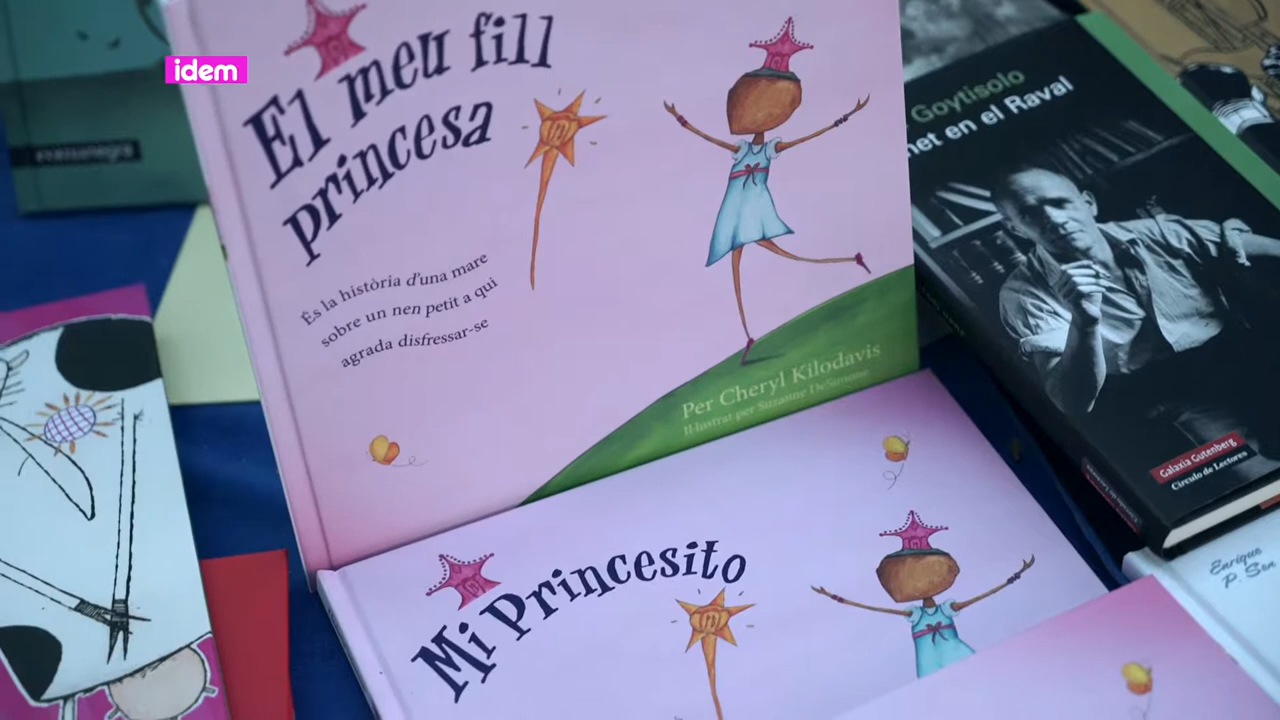 idem
El meu fill
princesa
És la història d'una mare
sobre un nen petit a qui
agrada disfressar-se
Per Cheryl Kilodavis
Il·lustrat per Suzanne DeSimone
Mi Princesito
Goytisolo
en el Raval
Galaxia Gutenberg
Círculo de Lectores
Enrique
P. Sen